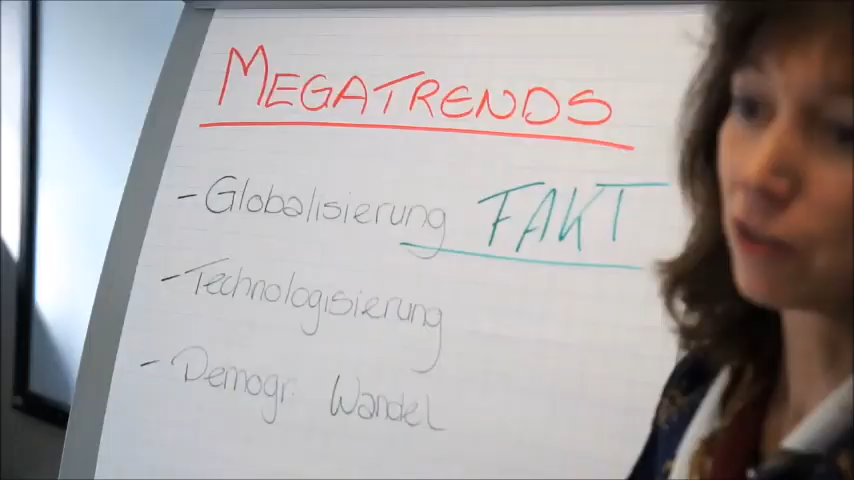 MEGATRENDS
- Globalisierung FAKT
- Technologisierung
- Demogr. Wandel